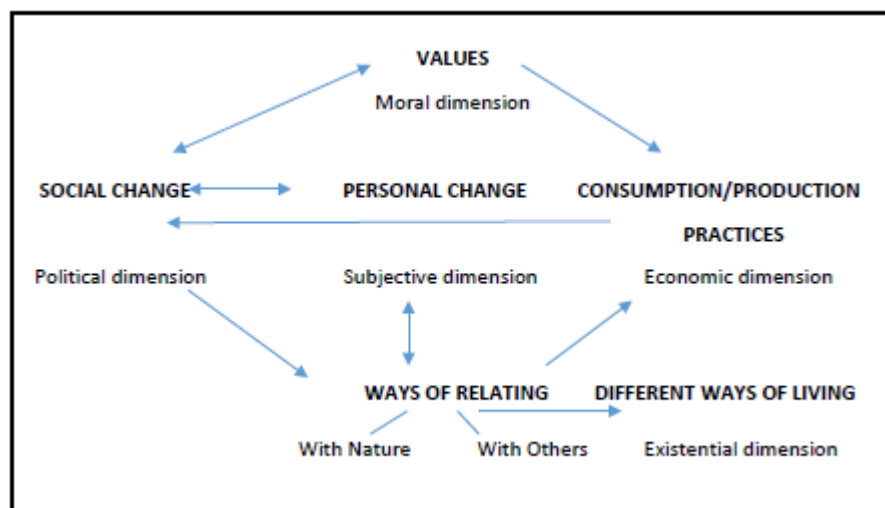 VALUES
Moral dimension
SOCIAL CHANGE PERSONAL CHANGE CONSUMPTION/PRODUCTION
PRACTICES
Political dimension Subjective dimension Economic dimension
WAYS OF RELATING DIFFERENT WAYS OF LIVING
With Nature With Others Existential dimension